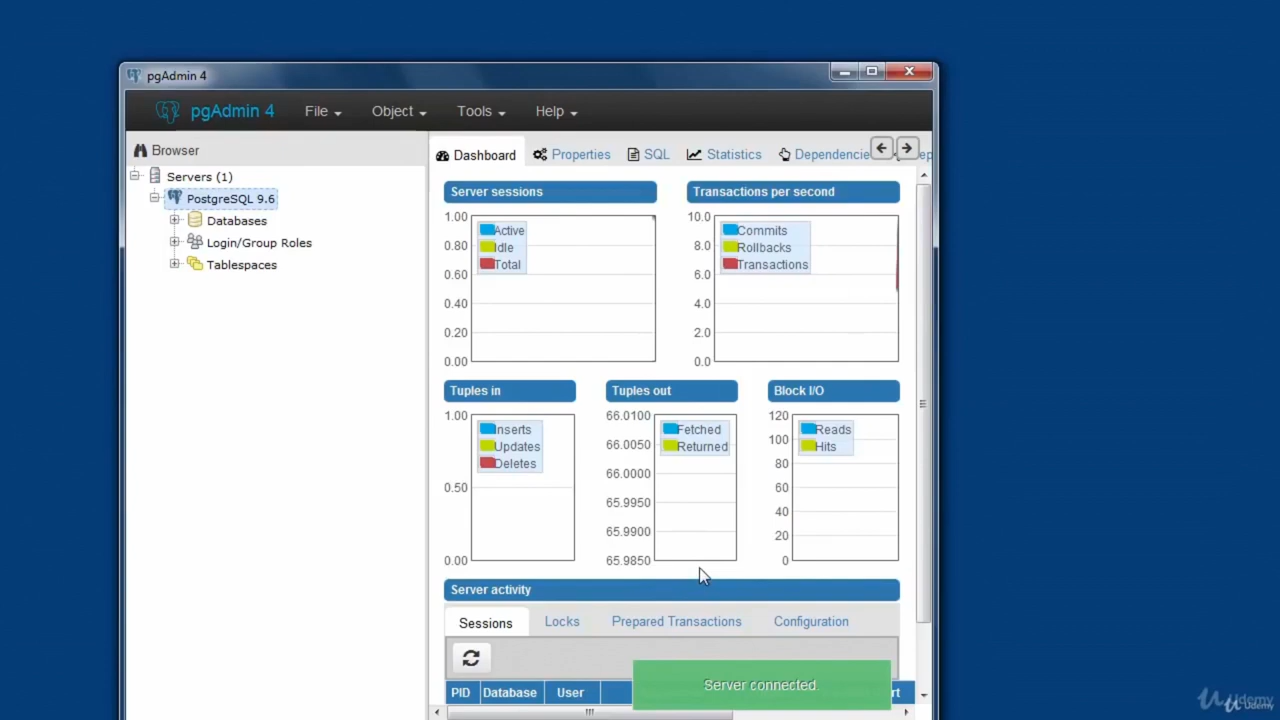 pgAdmin 4
pgAdmin 4 File Object Tools Help
Browser
Servers (1)
PostgreSQL 9.6
Databases
Login/Group Roles
Tablespaces
Dashboard Properties SQL Statistics Dependencie ep
Server sessions
1.00
0.80
0.60
0.40
0.20
0.00
Active
Idle
Total
Transactions per second
10.0
8.0
6.0
4.0
2.0
0.0
Commits
Rollbacks
Transactions
Tuples in
1.00
0.50
0.00
Inserts
Updates
Deletes
Tuples out
66.0100
66.0050
66.0000
65.9950
65.9900
65.9850
Fetched
Returned
Block I/O
120
100
80
60
40
20
0
Reads
Hits
Server activity
Sessions Locks Prepared Transactions Configuration
PID Database User rt
Server connected.
Udemy